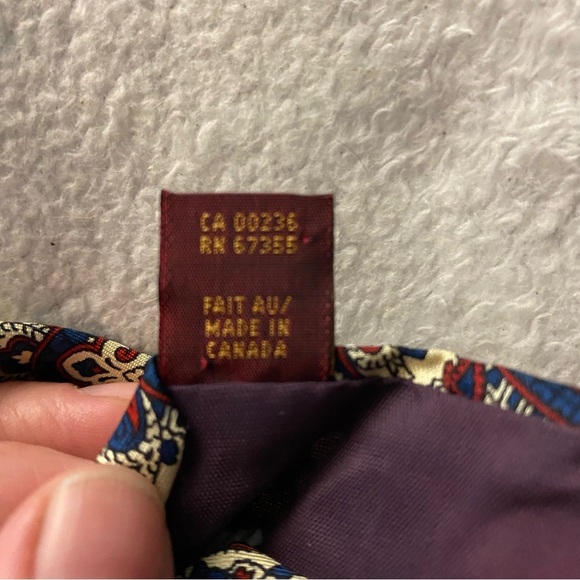 CA 00236
RN 67355
FAIT AU/
MADE IN
CANADA